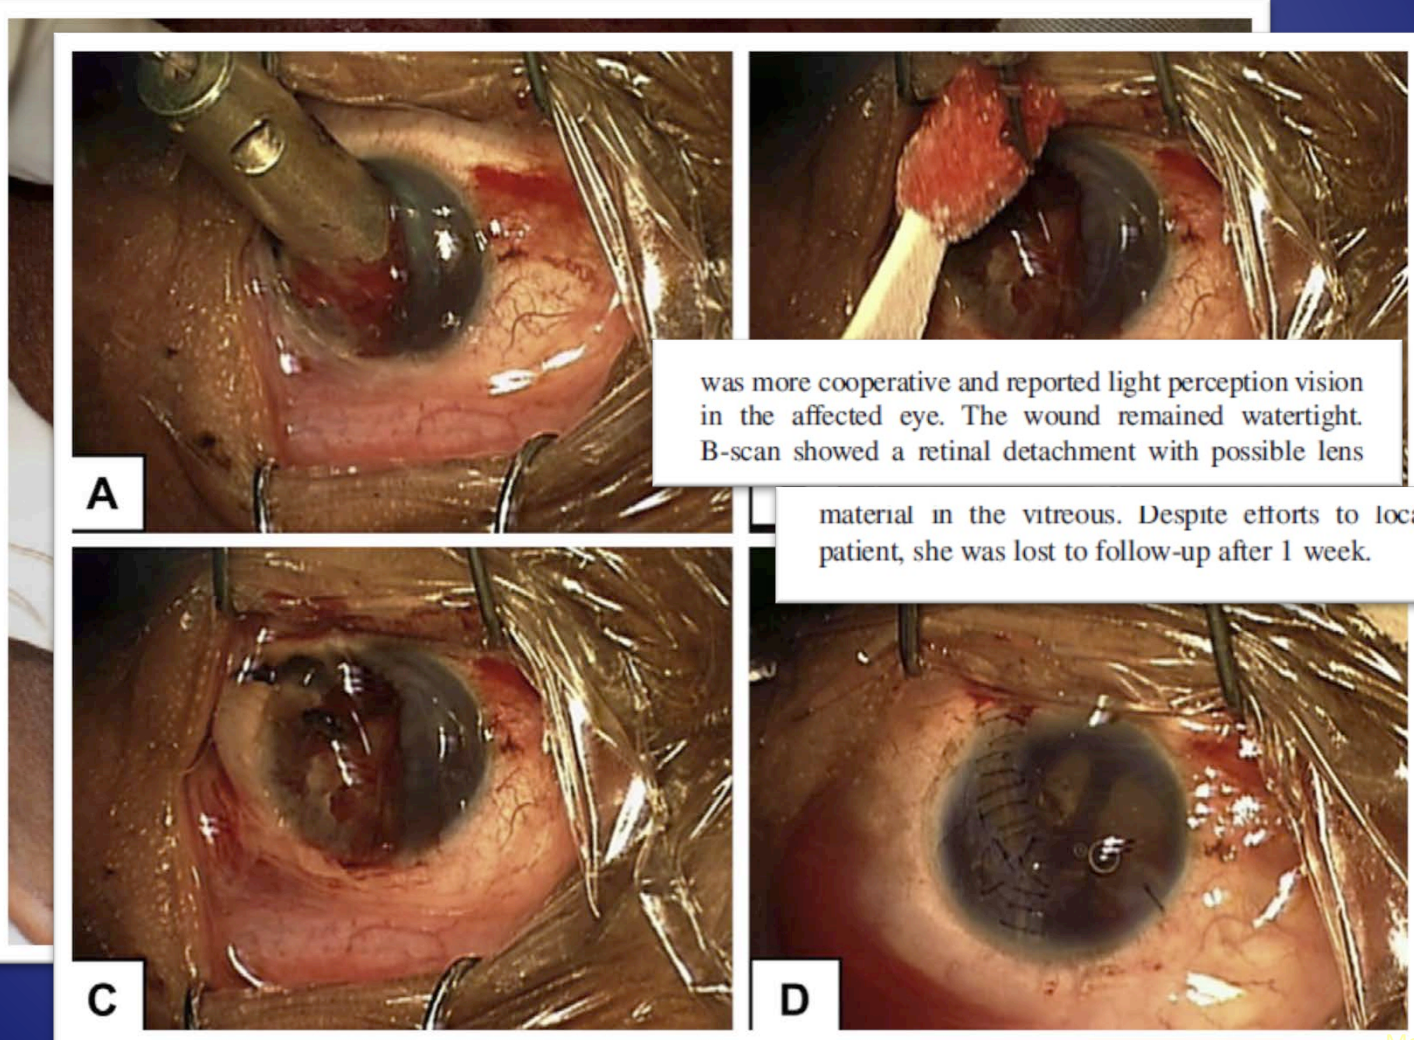 A
was more cooperative and reported light perception vision
in the affected eye. The wound remained watertight.
B-scan showed a retinal detachment with possible lens
material in the vitreous. Despite efforts to loca
patient, she was lost to follow-up after 1 week.
C
D